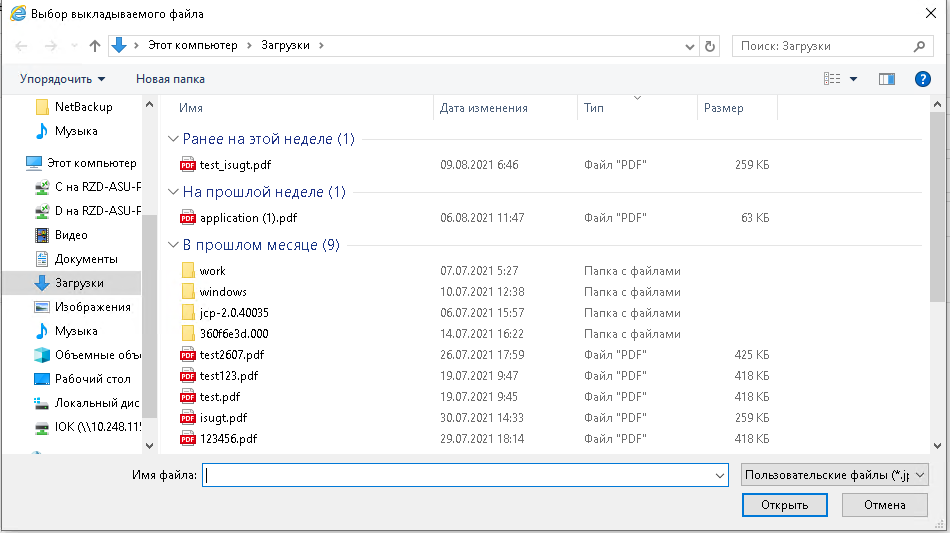 Выбор выкладываемого файла
Этот компьютер > Загрузки >
Поиск: Загрузки
Упорядочить
Новая папка
NetBackup
Музыка
Этот компьютер
C на RZD-ASU-P
D на RZD-ASU-P
Видео
Документы
Загрузки
Изображения
Музыка
Объемные объе
Рабочий стол
Локальный дис
IOK (\\10.248.115
Имя Дата изменения Тип Размер
Ранее на этой неделе (1)
PDF test_isugt.pdf 09.08.2021 6:46 Файл "PDF" 259 КБ
На прошлой неделе (1)
PDF application (1).pdf 06.08.2021 11:47 Файл "PDF" 63 КБ
В прошлом месяце (9)
work 07.07.2021 5:27 Папка с файлами
windows 10.07.2021 12:38 Папка с файлами
jcp-2.0.40035 06.07.2021 15:57 Папка с файлами
360f6e3d.000 14.07.2021 16:22 Папка с файлами
PDF test2607.pdf 26.07.2021 17:59 Файл "PDF" 425 КБ
PDF test123.pdf 19.07.2021 9:47 Файл "PDF" 418 КБ
PDF test.pdf 19.07.2021 9:45 Файл "PDF" 418 КБ
PDF isugt.pdf 30.07.2021 14:33 Файл "PDF" 259 КБ
PDF 123456.pdf 29.07.2021 18:14 Файл "PDF" 418 КБ
Имя файла:
Пользовательские файлы (*.jp
Открыть
Отмена